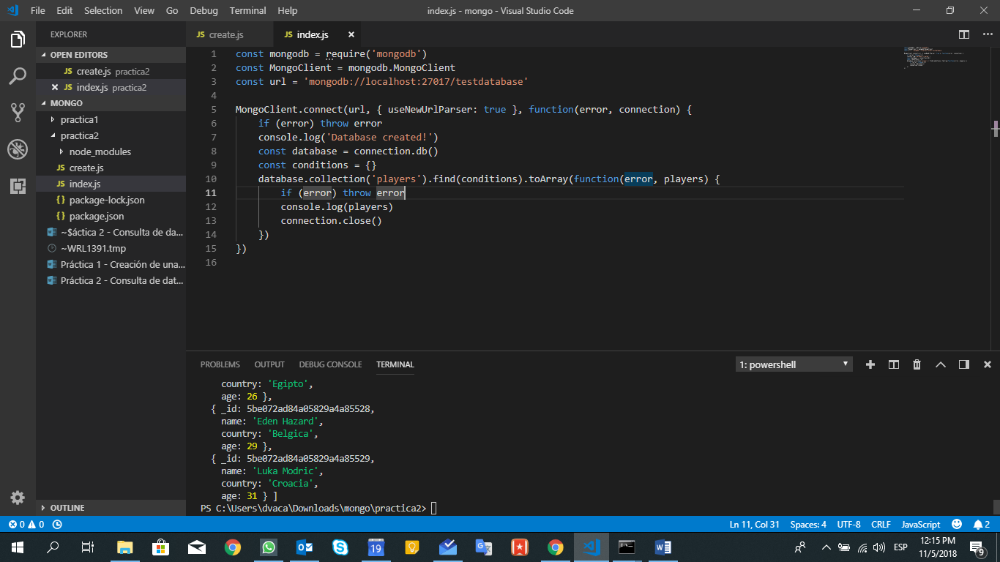 File Edit Selection View Go Debug Terminal Help
index.js - mongo - Visual Studio Code
EXPLORER
OPEN EDITORS
JS create.js practica2
JS index.js practica2
MONGO
practica1
practica2
node_modules
JS create.js
JS index.js
{} package-lock.json
{} package.json
~$áctica 2 - Consulta de da...
~WRL1391.tmp
Práctica 1 - Creación de una...
Práctica 2 - Consulta de dat...
OUTLINE
JS create.js
JS index.js
1 const mongodb = require('mongodb')
2 const MongoClient = mongodb.MongoClient
3 const url = 'mongodb://localhost:27017/testdatabase'
4
5 MongoClient.connect(url, { useNewUrlParser: true }, function(error, connection) {
6 if (error) throw error
7 console.log('Database created!')
8 const database = connection.db()
9 const conditions = {}
10 database.collection('players').find(conditions).toArray(function(error, players) {
11 if (error) throw error
12 console.log(players)
13 connection.close()
14 })
15 })
16
PROBLEMS OUTPUT DEBUG CONSOLE TERMINAL
1: powershell
country: 'Egipto',
age: 26 },
{ _id: 5be072ad84a05829a4a85528,
name: 'Eden Hazard',
country: 'Belgica',
age: 29 },
{ _id: 5be072ad84a05829a4a85529,
name: 'Luka Modric',
country: 'Croacia',
age: 31 } ]
PS C:\Users\dvaca\Downloads\mongo\practica2>
0 0
Ln 11, Col 31 Spaces: 4 UTF-8 CRLF JavaScript 2
19
ESP
12:15 PM
11/5/2018
9